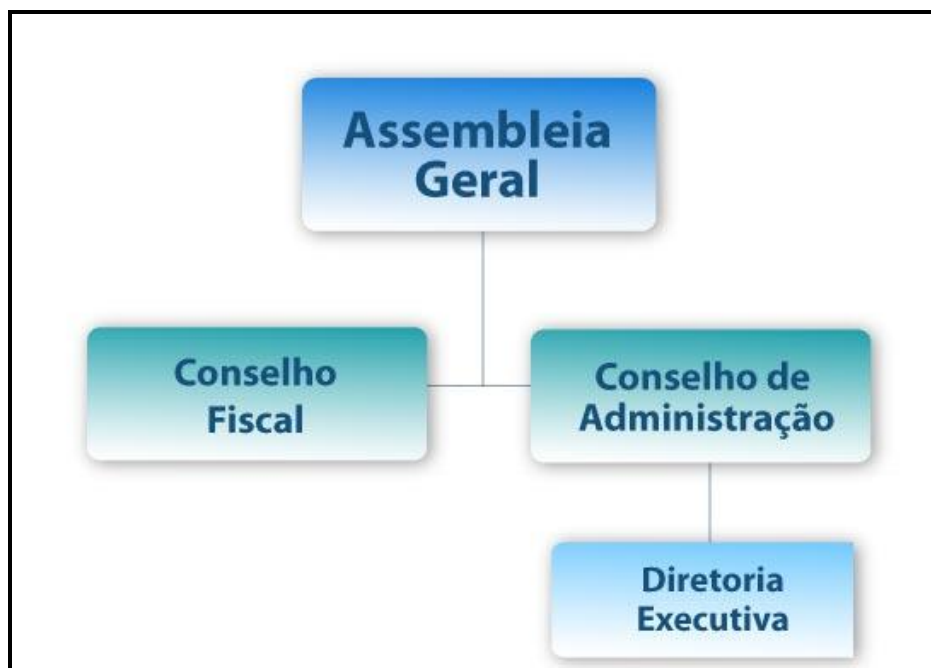 Assembleia
Geral
Conselho
Fiscal
Conselho de
Administração
Diretoria
Executiva